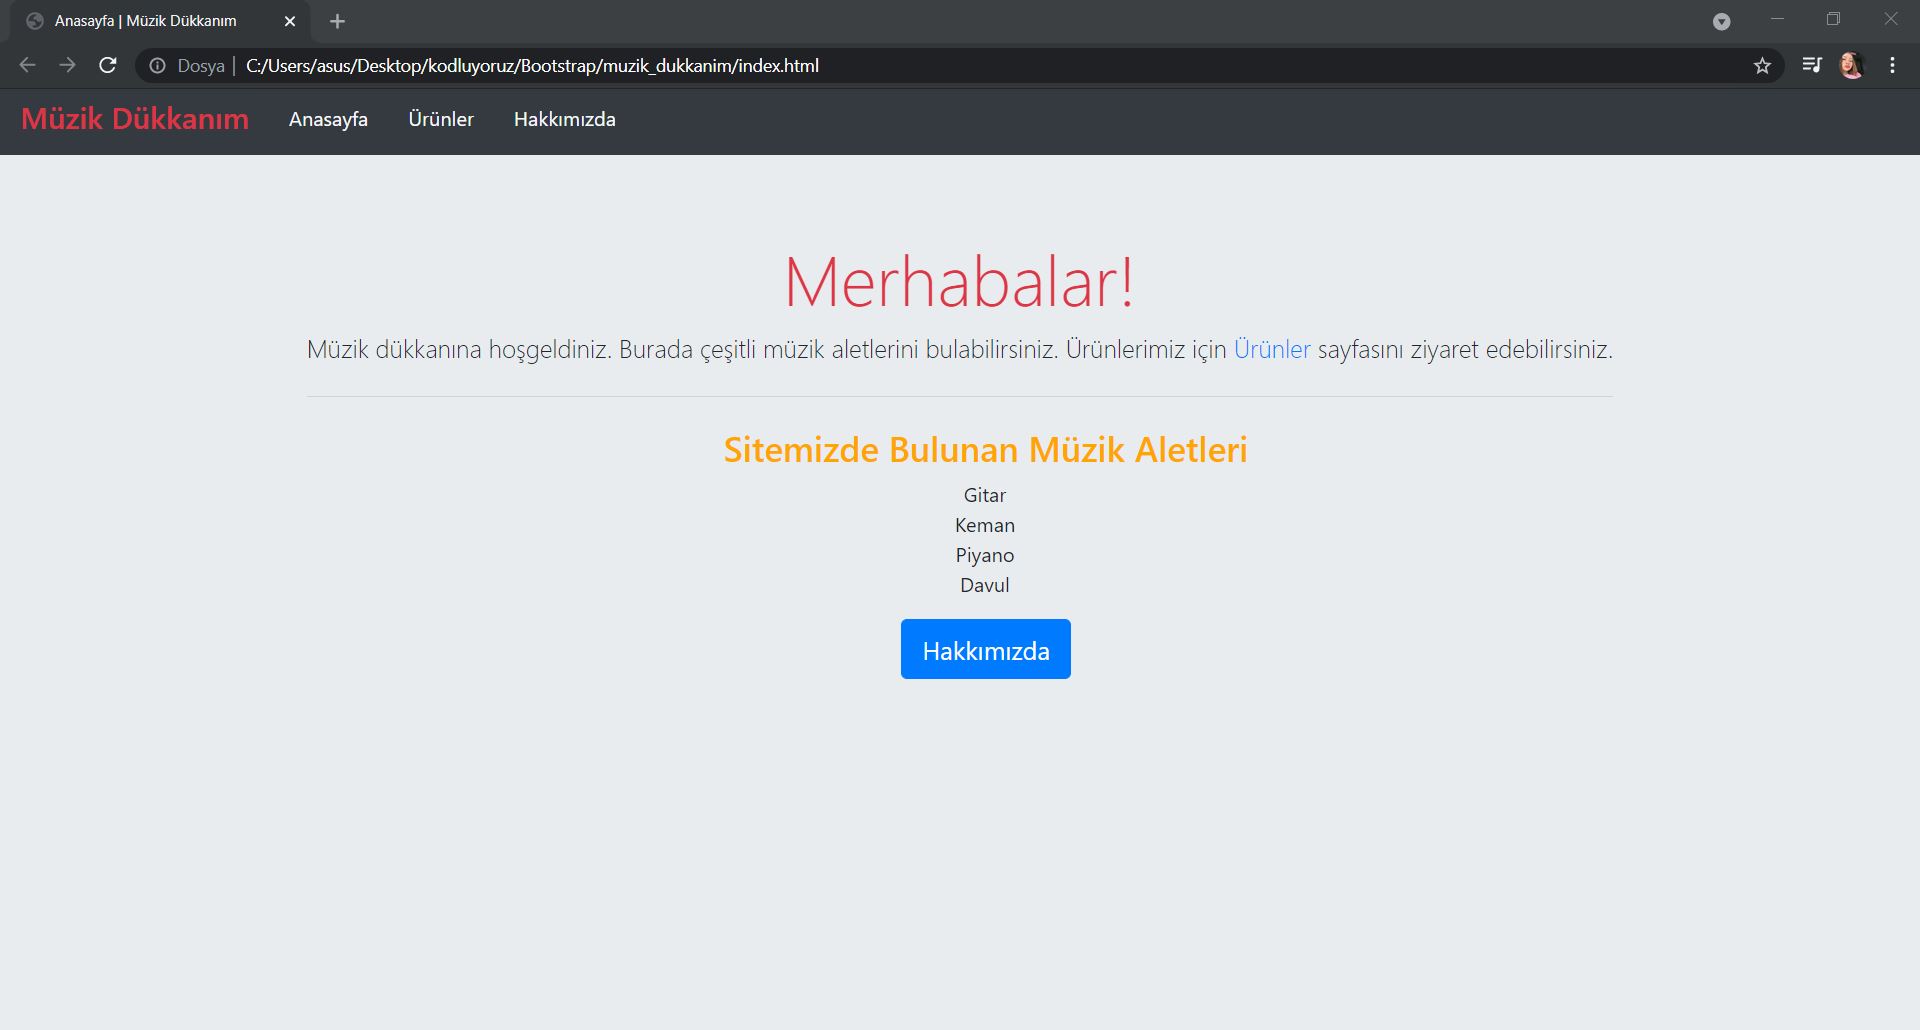 Anasayfa | Müzik Dükkanım
Dosya | C:/Users/asus/Desktop/kodluyoruz/Bootstrap/muzik_dukkanim/index.html
Müzik Dükkanım Anasayfa Ürünler Hakkımızda
Merhabalar!
Müzik dükkanına hoşgeldiniz. Burada çeşitli müzik aletlerini bulabilirsiniz. Ürünlerimiz için Ürünler sayfasını ziyaret edebilirsiniz.
Sitemizde Bulunan Müzik Aletleri
Gitar
Keman
Piyano
Davul
Hakkımızda